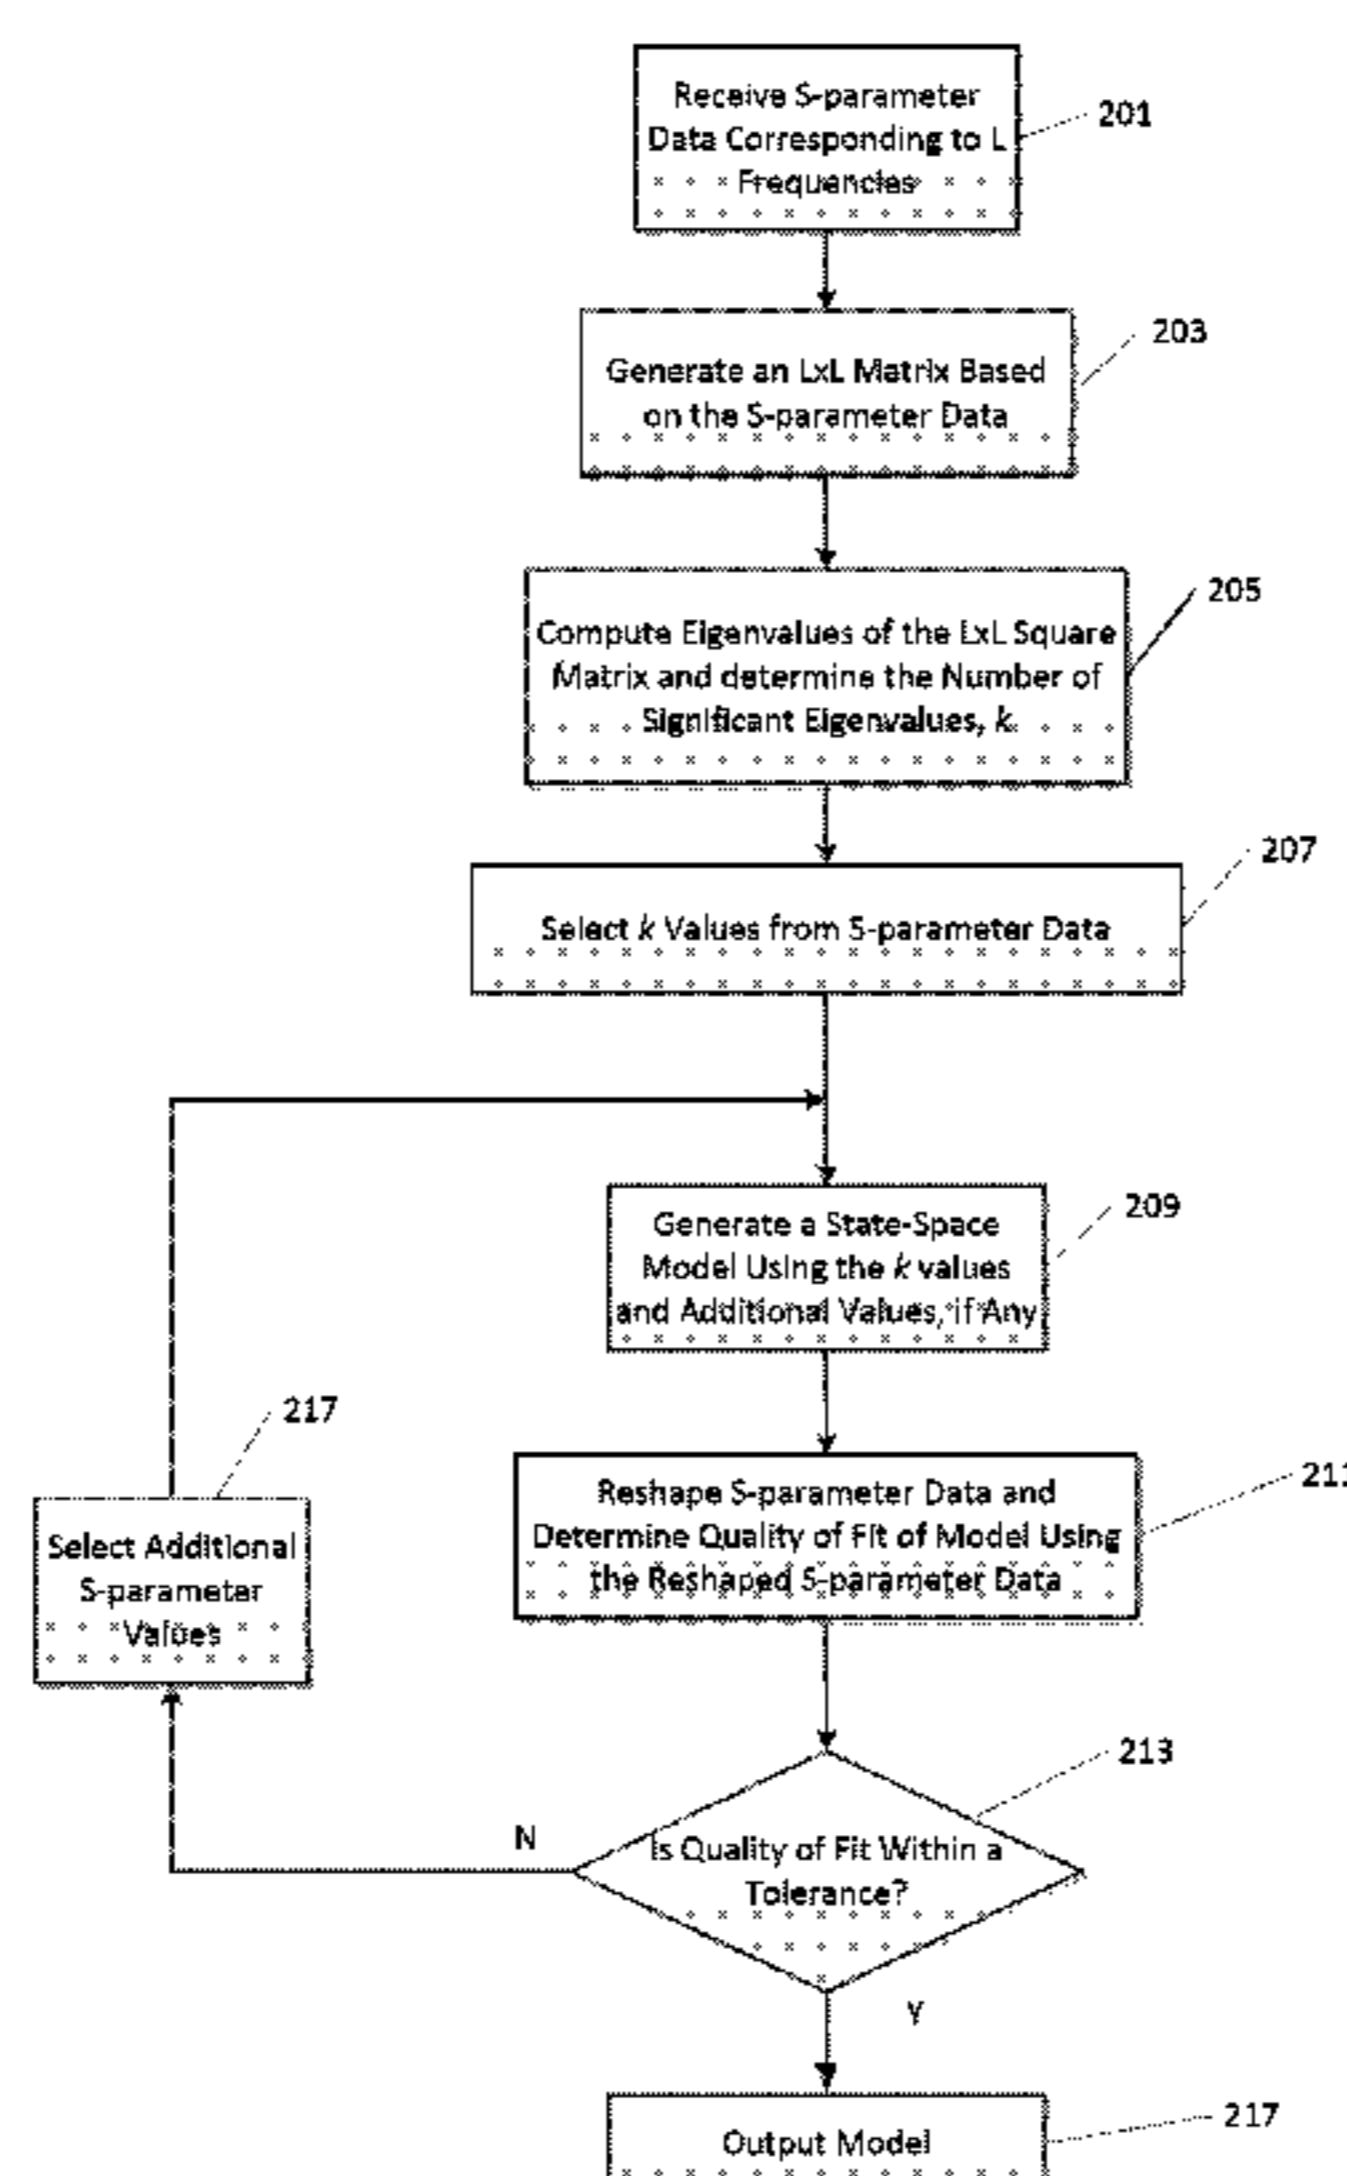 Receive S-parameter
Data Corresponding to L
Frequencies
201
Generate an LxL Matrix Based
on the S-parameter Data
203
Compute Eigenvalues of the LxL Square
Matrix and determine the Number of
Significant Eigenvalues, k
205
Select k Values from S-parameter Data
207
Generate a State-Space
Model Using the k values
and Additional Values, if Any
209
Reshape S-parameter Data and
Determine Quality of Fit of Model Using
the Reshaped S-parameter Data
211
217
Select Additional
S-parameter
Values
Is Quality of Fit Within a
Tolerance?
213
N
Y
Output Model
217